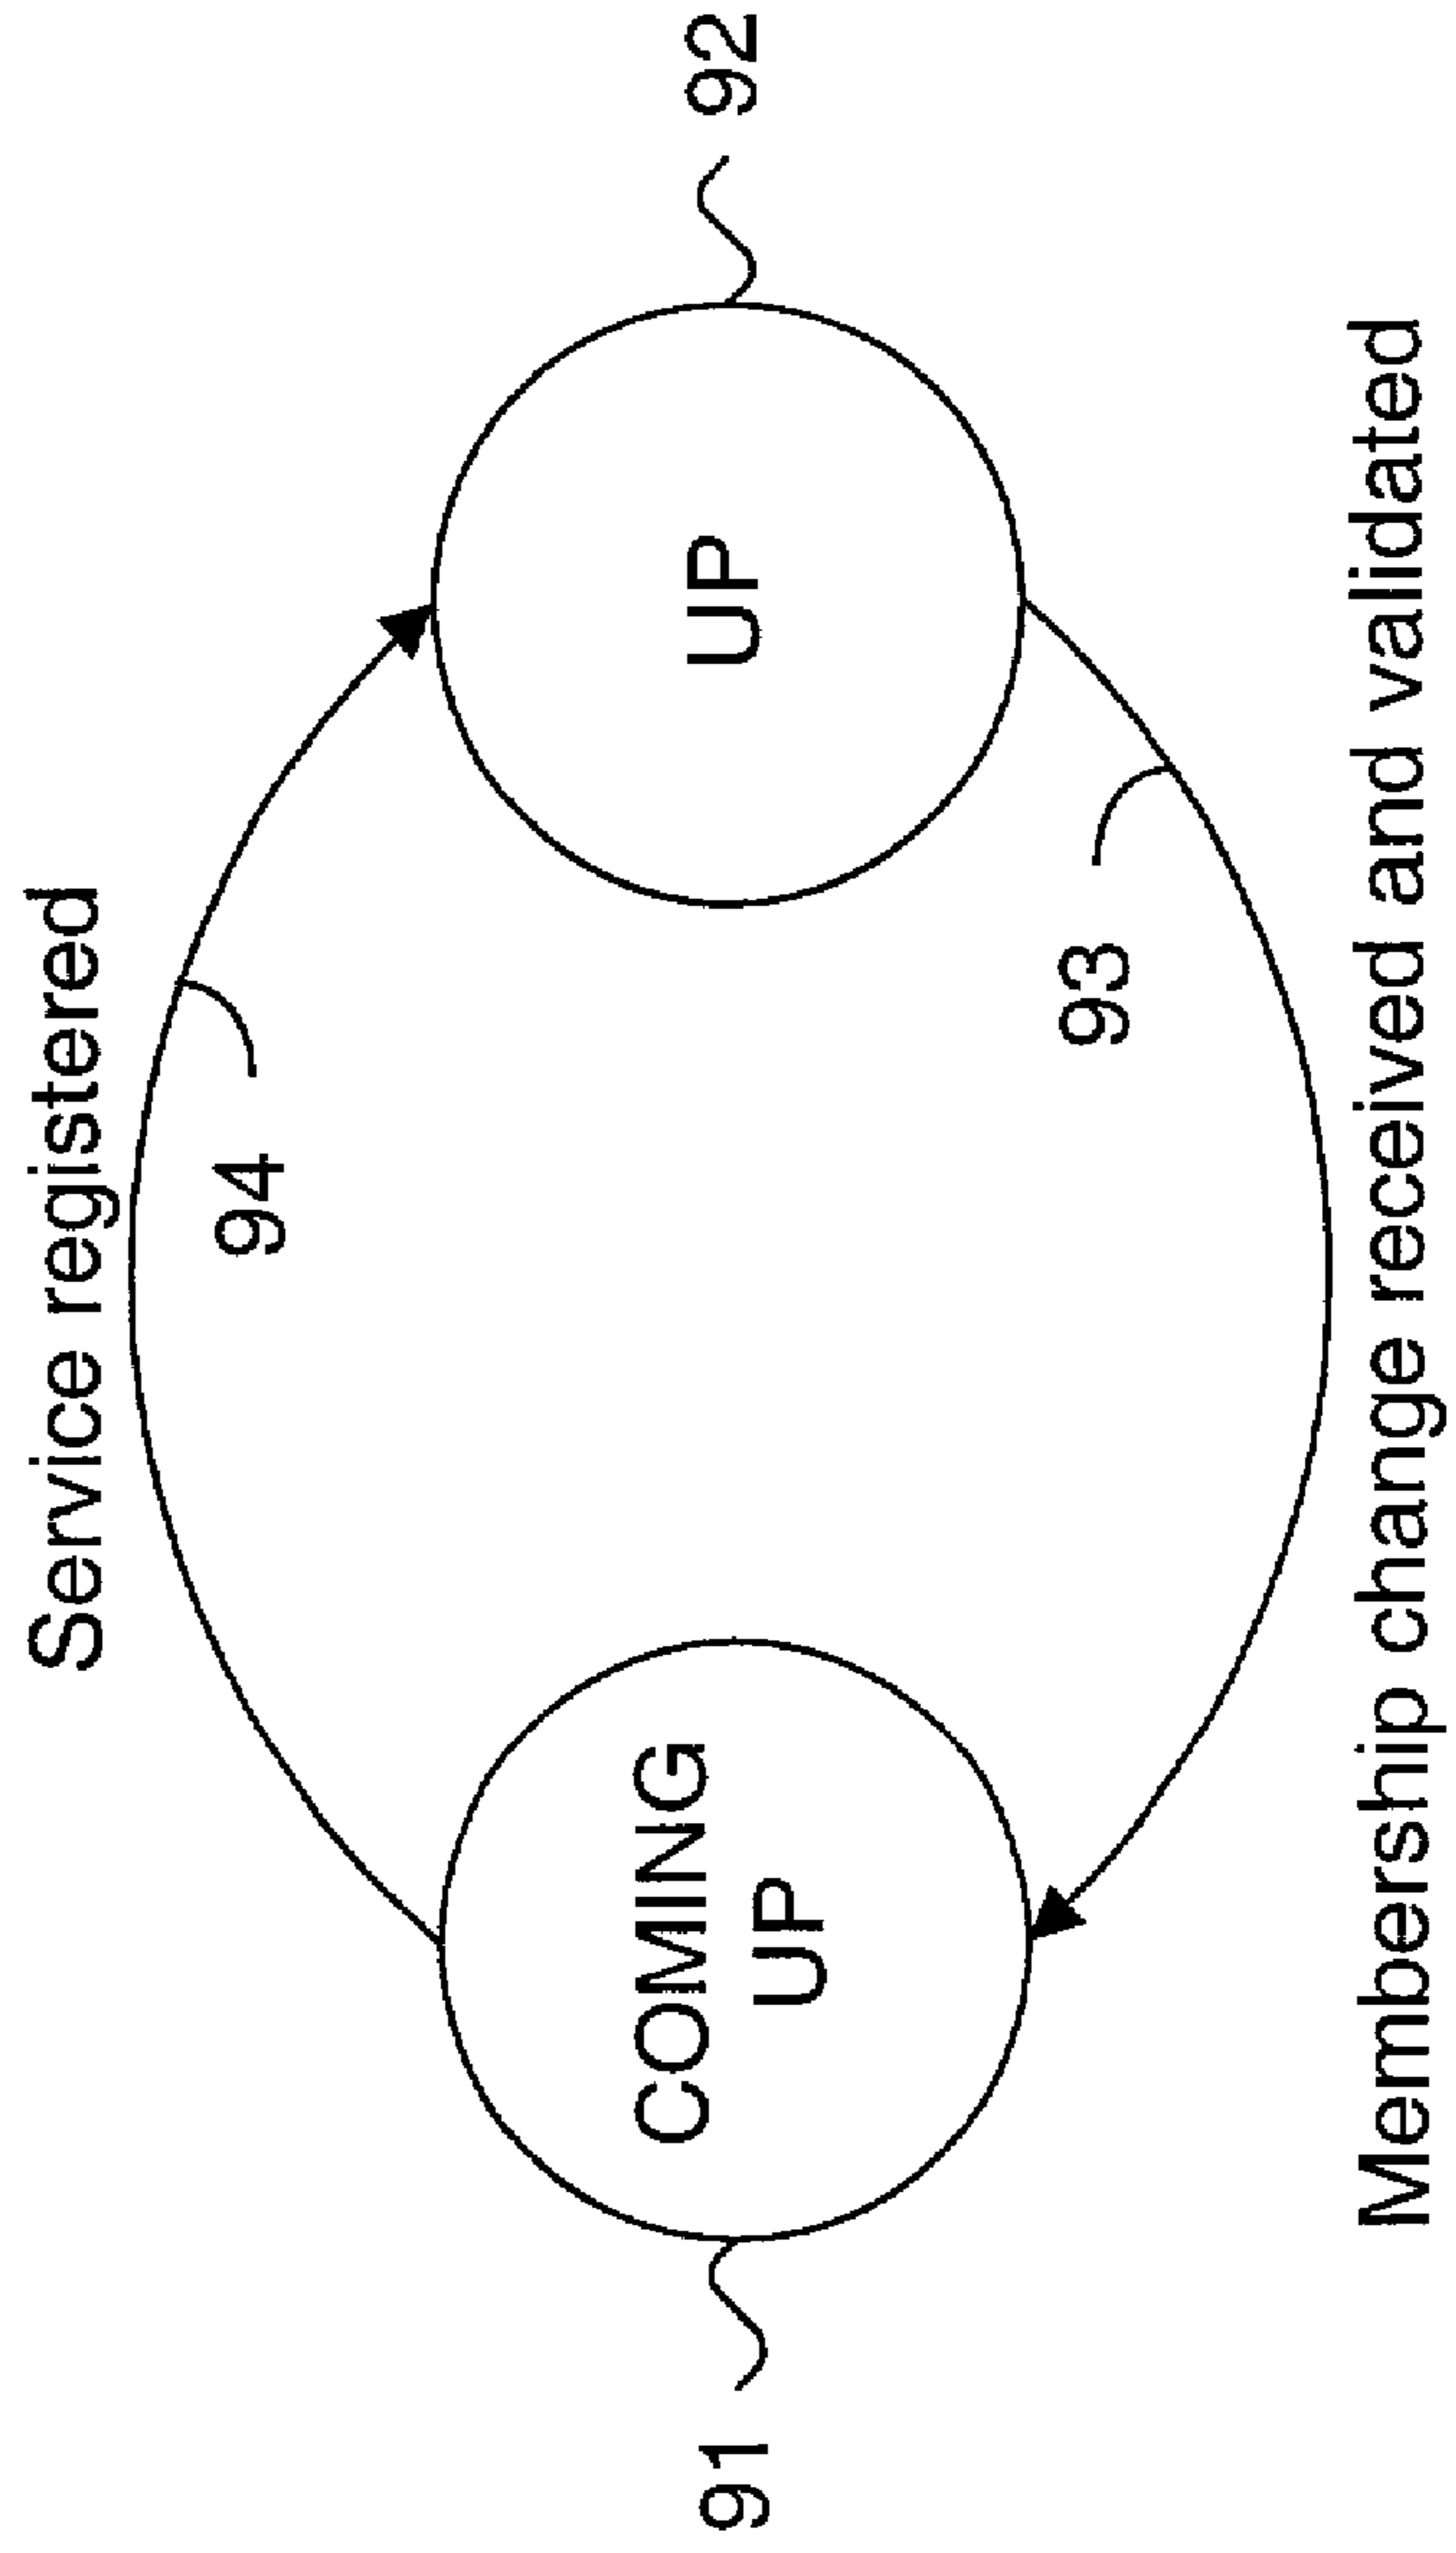 Service registered
94
COMING
UP
UP
91
92
93
Membership change received and validated